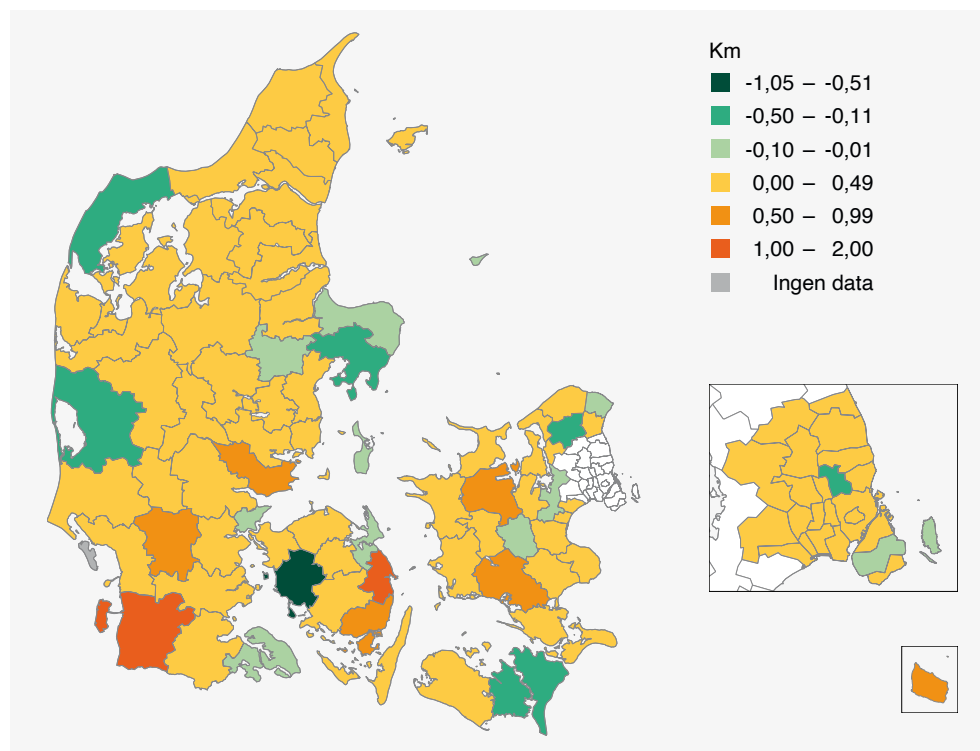 Km
-1,05 – -0,51
-0,50 – -0,11
-0,10 – -0,01
0,00 – 0,49
0,50 – 0,99
1,00 – 2,00
Ingen data